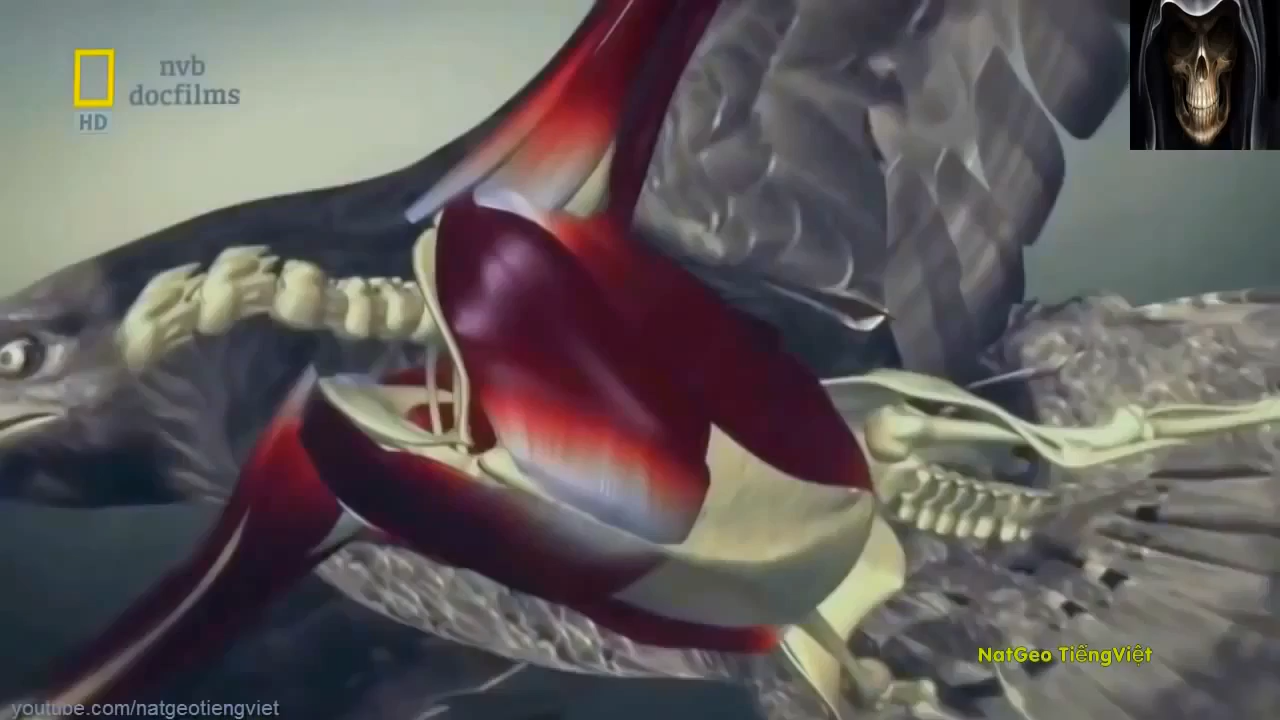 nvb
docfilms
HD
NatGeo TiếngViệt
youtube.com/natgeotiengviet